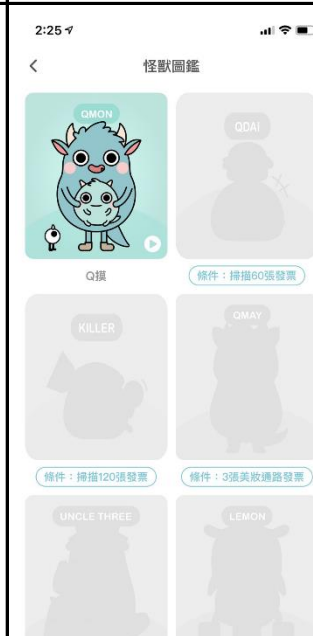 2:25
怪獸圖鑑
QMON
QDAI
Q摸
條件：掃描60張發票
KILLER
QMAY
條件：掃描120張發票
條件：3張美妝通路發票
UNCLE THREE
LEMON